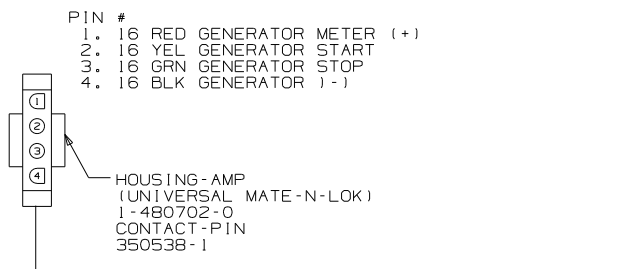 PIN #
1. 16 RED GENERATOR METER (+)
2. 16 YEL GENERATOR START
3. 16 GRN GENERATOR STOP
4. 16 BLK GENERATOR )-)
1
2
3
4
HOUSING-AMP
(UNIVERSAL MATE-N-LOK)
1-480702-0
CONTACT-PIN
350538-1